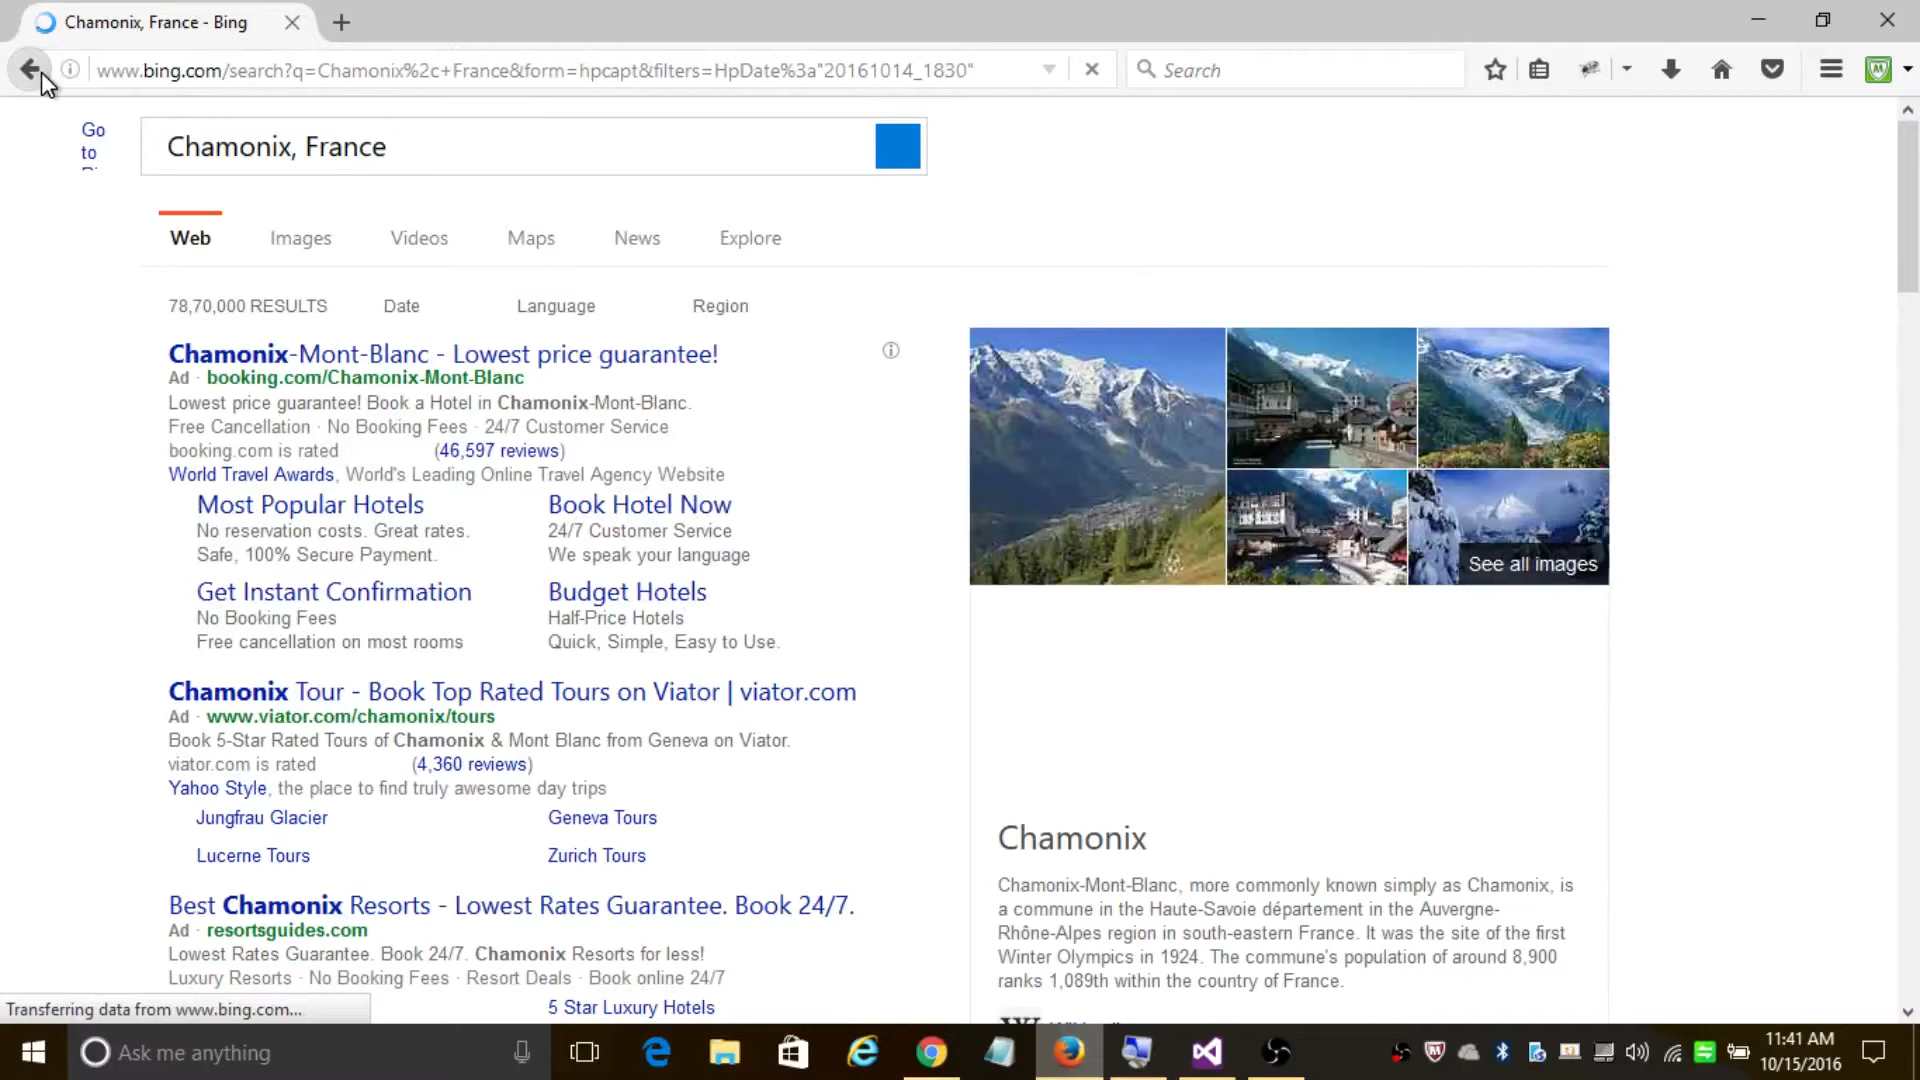 Chamonix, France - Bing
www.bing.com/search?q=Chamonix%2c+France&form=hpcapt&filters=HpDate%3a"20161014_1830"
Search
Go
to
Chamonix, France
Web
Images
Videos
Maps
News
Explore
78,70,000 RESULTS
Date
Language
Region
Chamonix-Mont-Blanc - Lowest price guarantee!
Ad · booking.com/Chamonix-Mont-Blanc
Lowest price guarantee! Book a Hotel in Chamonix-Mont-Blanc.
Free Cancellation · No Booking Fees · 24/7 Customer Service
booking.com is rated (46,597 reviews)
World Travel Awards, World's Leading Online Travel Agency Website
Most Popular Hotels
No reservation costs. Great rates.
Safe, 100% Secure Payment.
Book Hotel Now
24/7 Customer Service
We speak your language
Get Instant Confirmation
No Booking Fees
Free cancellation on most rooms
Budget Hotels
Half-Price Hotels
Quick, Simple, Easy to Use.
Chamonix Tour - Book Top Rated Tours on Viator | viator.com
Ad · www.viator.com/chamonix/tours
Book 5-Star Rated Tours of Chamonix & Mont Blanc from Geneva on Viator.
viator.com is rated (4,360 reviews)
Yahoo Style, the place to find truly awesome day trips
Jungfrau Glacier
Geneva Tours
Lucerne Tours
Zurich Tours
Best Chamonix Resorts - Lowest Rates Guarantee. Book 24/7.
Ad · resortsguides.com
Lowest Rates Guarantee. Book 24/7. Chamonix Resorts for less!
Luxury Resorts · No Booking Fees · Resort Deals · Book online 24/7
5 Star Luxury Hotels
See all images
Chamonix
Chamonix-Mont-Blanc, more commonly known simply as Chamonix, is
a commune in the Haute-Savoie département in the Auvergne-
Rhône-Alpes region in south-eastern France. It was the site of the first
Winter Olympics in 1924. The commune's population of around 8,900
ranks 1,089th within the country of France.
Transferring data from www.bing.com...
Ask me anything
11:41 AM
10/15/2016